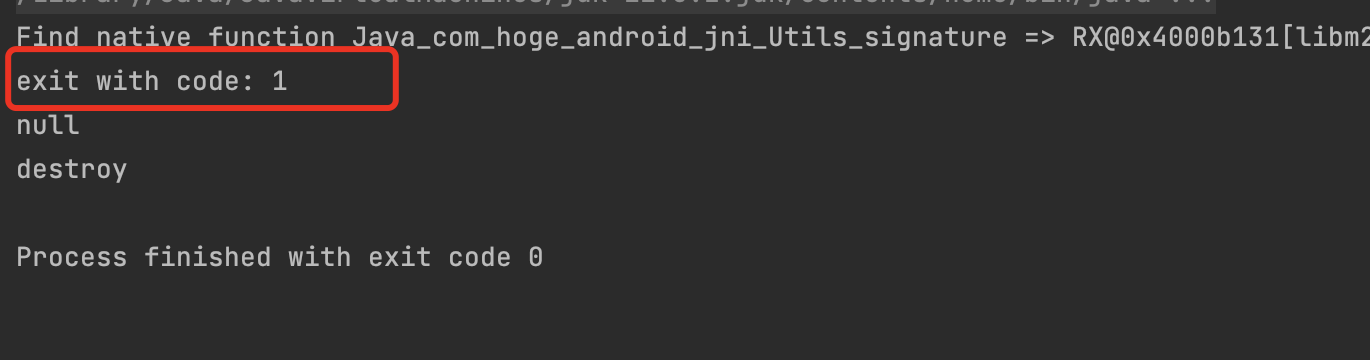 Find native function Java_com_hoge_android_jni_Utils_signature => RX@0x4000b131[libm2
exit with code: 1
null
destroy
Process finished with exit code 0